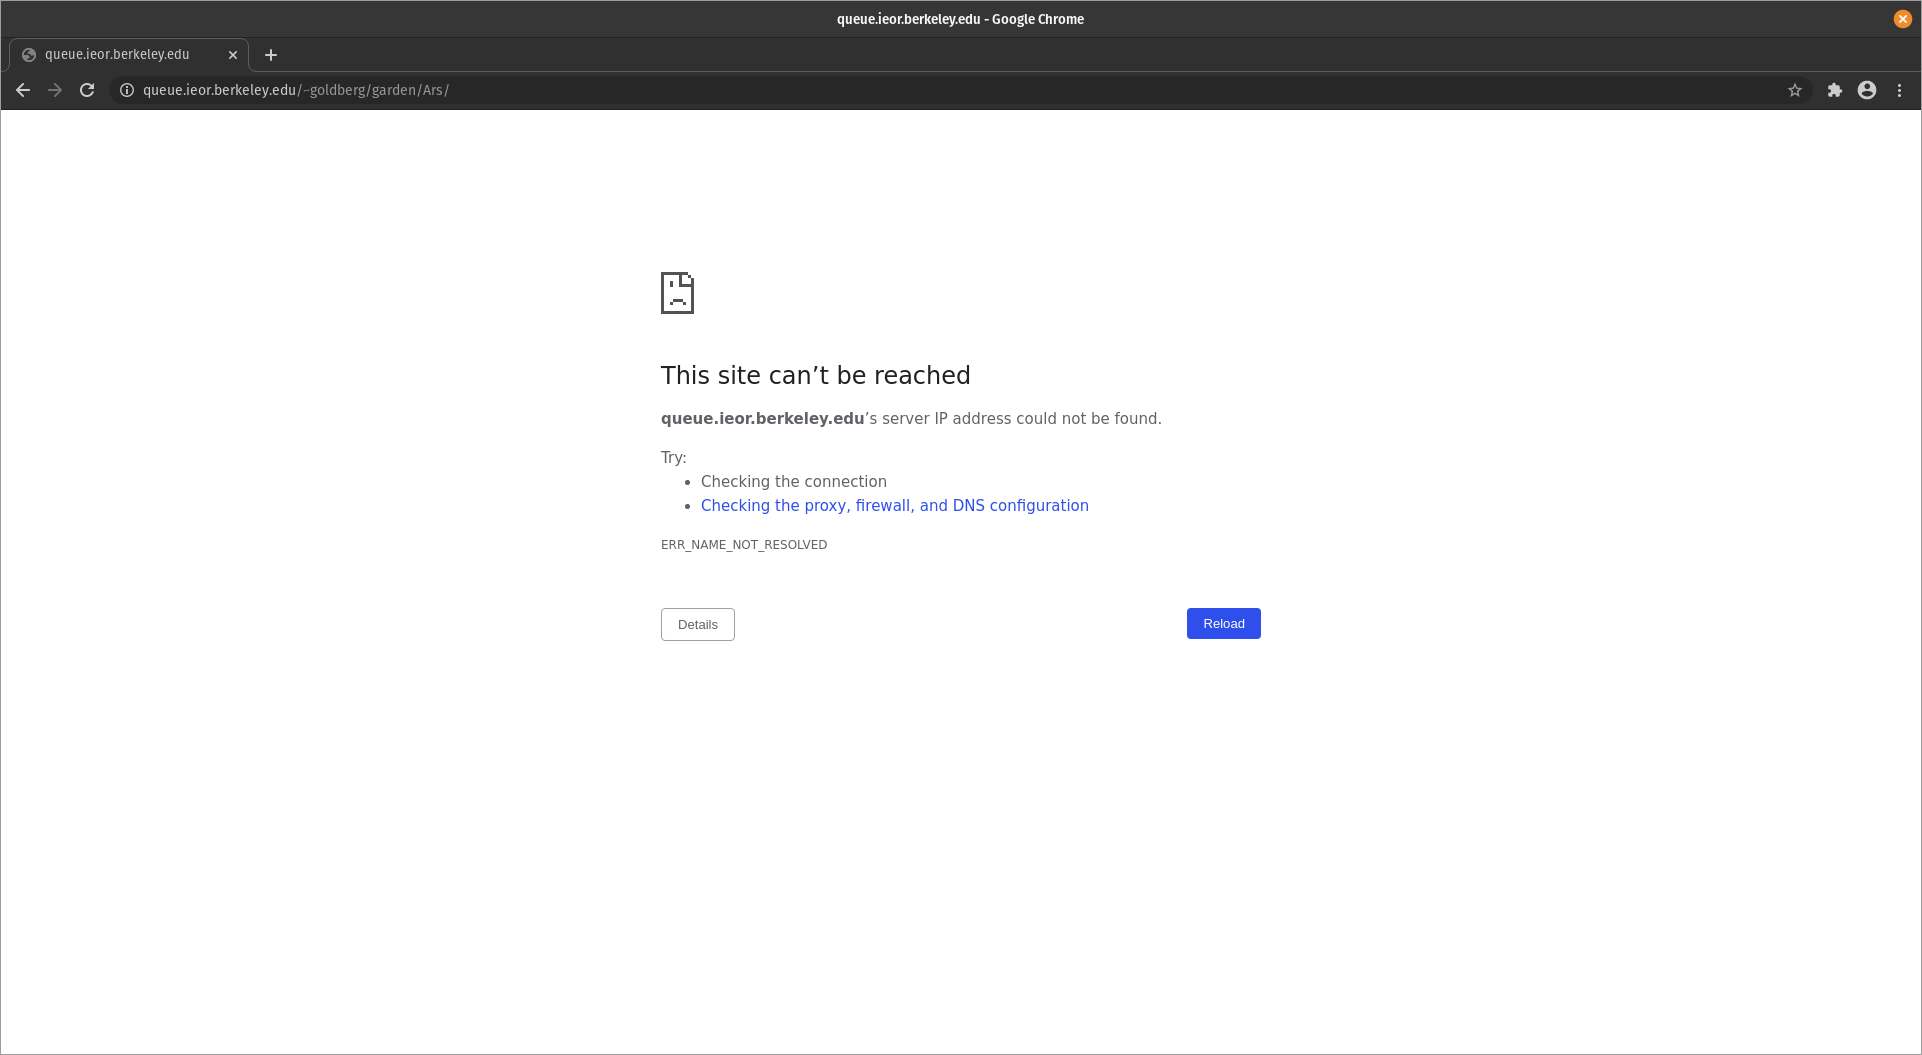 queue.ieor.berkeley.edu - Google Chrome
queue.ieor.berkeley.edu
queue.ieor.berkeley.edu/~goldberg/garden/Ars/
This site can’t be reached
queue.ieor.berkeley.edu’s server IP address could not be found.
Try:
• Checking the connection
• Checking the proxy, firewall, and DNS configuration
ERR_NAME_NOT_RESOLVED
Details
Reload